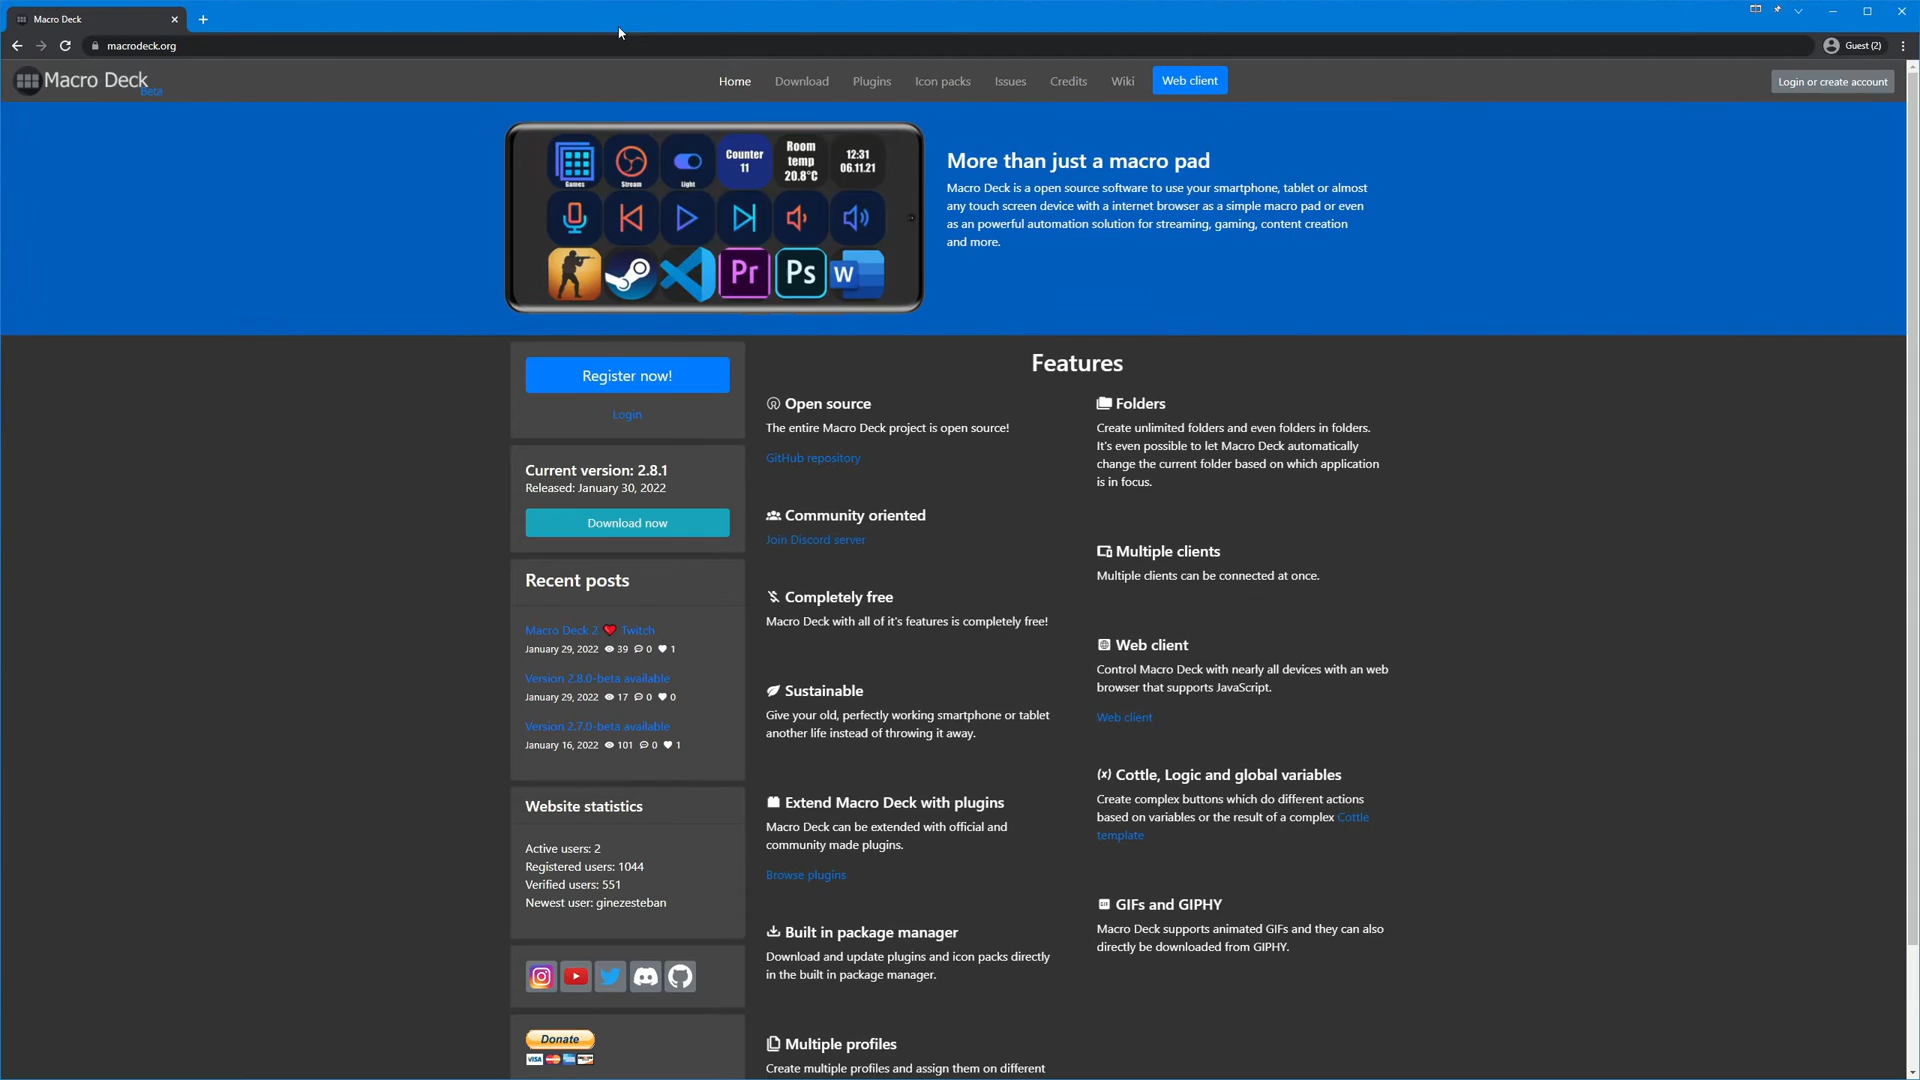 Macro Deck
macrodeck.org
Guest (2)
Macro Deck
Beta
Home
Download
Plugins
Icon packs
Issues
Credits
Wiki
Web client
Login or create account
Games
Stream
Light
Counter
11
Room
temp
20.8°C
12:31
06.11.21
Pr
Ps
W
More than just a macro pad
Macro Deck is a open source software to use your smartphone, tablet or almost
any touch screen device with a internet browser as a simple macro pad or even
as an powerful automation solution for streaming, gaming, content creation
and more.
Register now!
Login
Current version: 2.8.1
Released: January 30, 2022
Download now
Recent posts
Macro Deck 2 ❤ Twitch
January 29, 2022 39 0 1
Version 2.8.0-beta available
January 29, 2022 17 0 0
Version 2.7.0-beta available
January 16, 2022 101 0 1
Website statistics
Active users: 2
Registered users: 1044
Verified users: 551
Newest user: ginezesteban
Donate
VISA
Features
Open source
The entire Macro Deck project is open source!
GitHub repository
Community oriented
Join Discord server
Completely free
Macro Deck with all of it's features is completely free!
Sustainable
Give your old, perfectly working smartphone or tablet
another life instead of throwing it away.
Extend Macro Deck with plugins
Macro Deck can be extended with official and
community made plugins.
Browse plugins
Built in package manager
Download and update plugins and icon packs directly
in the built in package manager.
Multiple profiles
Create multiple profiles and assign them on different
Folders
Create unlimited folders and even folders in folders.
It's even possible to let Macro Deck automatically
change the current folder based on which application
is in focus.
Multiple clients
Multiple clients can be connected at once.
Web client
Control Macro Deck with nearly all devices with an web
browser that supports JavaScript.
Web client
(x) Cottle, Logic and global variables
Create complex buttons which do different actions
based on variables or the result of a complex Cottle
template
GIFs and GIPHY
Macro Deck supports animated GIFs and they can also
directly be downloaded from GIPHY.